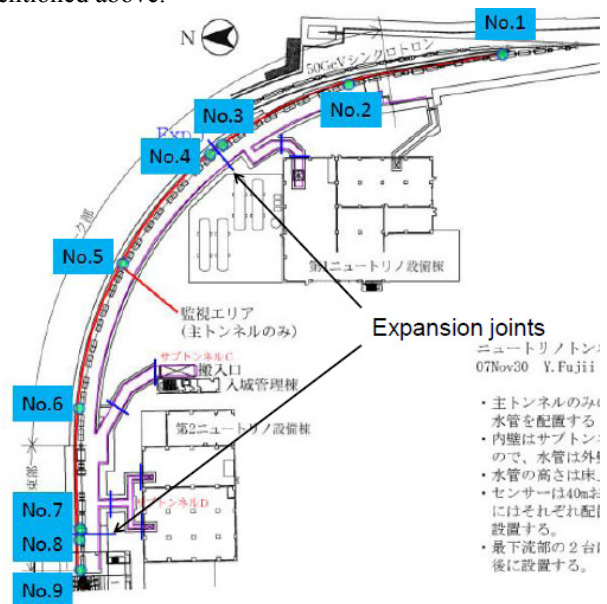 entioned above.
N
50GeVシンクロトロン
No.1
No.2
No.3
No.4
No.5
第1ニュートリノ設備棟
監視エリア
(主トンネルのみ)
Expansion joints
サブトンネルC
搬入口
入域管理棟
ニュートリノトンネ
07Nov30 Y.Fujii
No.6
第2ニュートリノ設備棟
・主トンネルのみの
水管を配置する
・内壁はサブトンネ
ので、水管は外壁
・水管の高さは床上
・センサーは40mお
にはそれぞれ配置
設置する。
・最下流部の2台は
後に設置する。
サブトンネルD
No.7
No.8
No.9